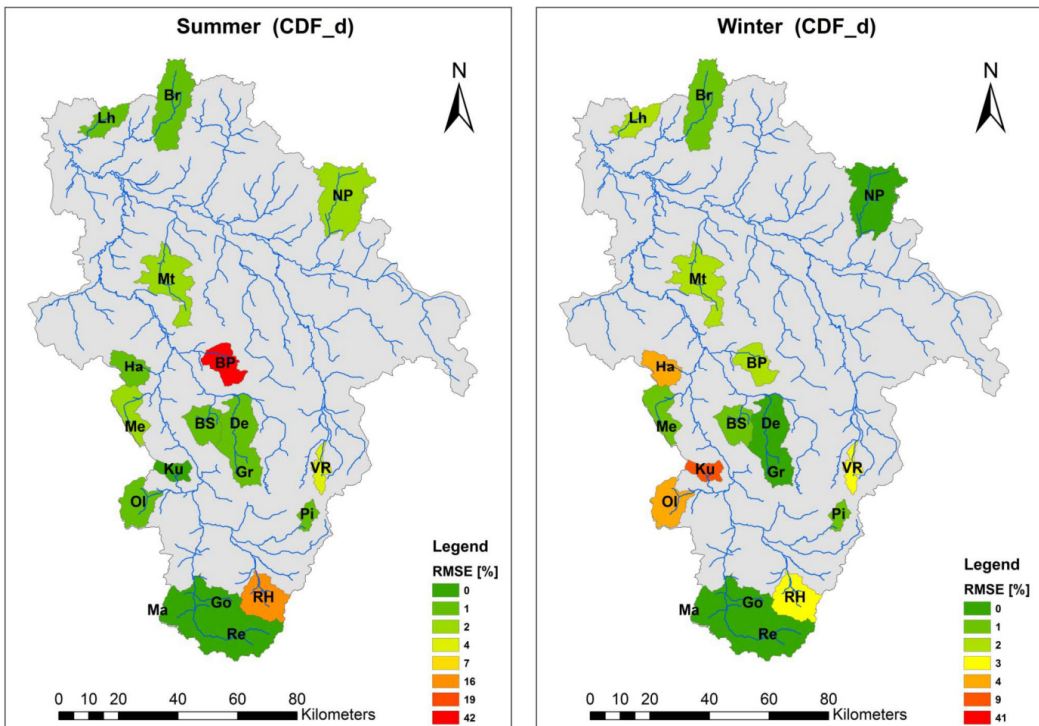 Summer (CDF_d)
N
Br
Lh
NP
Mt
Ha
BP
Me
BS
De
Ku
Gr
VR
Ol
Pi
Ma
Go
RH
Re
Legend
RMSE [%]
0
1
2
4
7
16
19
42
0 10 20 40 60 80
Kilometers
Winter (CDF_d)
N
Br
Lh
NP
Mt
Ha
BP
Me
BS
De
Ku
Gr
VR
Ol
Pi
Ma
Go
RH
Re
Legend
RMSE [%]
0
1
2
3
4
9
41
0 10 20 40 60 80
Kilometers